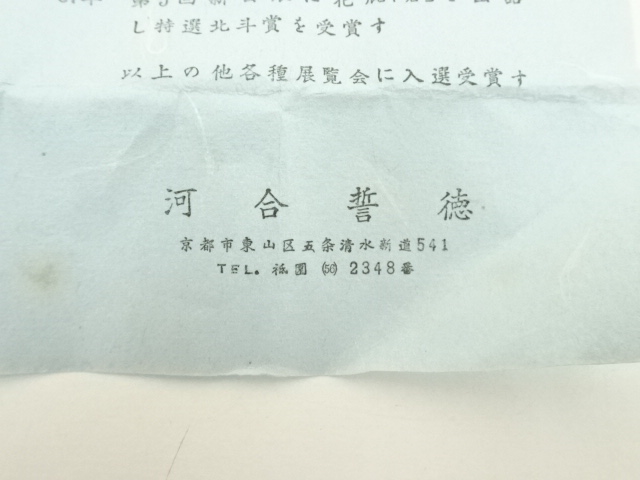 し特選北斗賞を受賞す
以上の他各種展覧会に入選受賞す
河合誓徳
京都市東山区五条清水新道541
TEL. 祇園 (56) 2348番